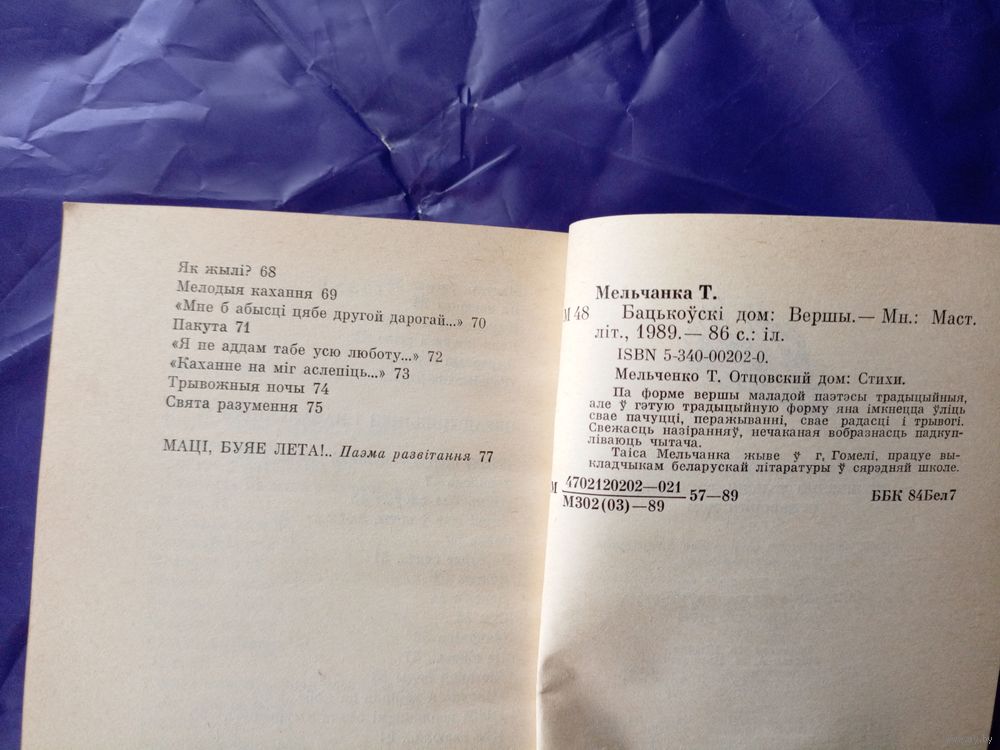 Як жылі? 68
Мелодыя кахання 69
«Мне б абысці цябе другой дарогай...» 70
Пакута 71
«Я не аддам табе усю люботу...» 72
«Каханне на міг аслепіць...» 73
Трывожныя ночы 74
Свята разумення 75
МАЦІ, БУЯЕ ЛЕТА!.. Паэма развітання 77
Мельчанка Т.
М 48 Бацькоўскі дом: Вершы.— Мн.: Маст.
літ., 1989.— 86 с.: іл.
ISBN 5-340-00202-0.
Мельченко Т. Отцовский дом: Стихи.
Па форме вершы маладой паэтэсы традыцыйныя,
але ў гэтую традыцыйную форму яна імкнецца ўліць
свае пачуцці, перажыванні, свае радасці і трывогі.
Свежасць назіранняў, нечаканая вобразнасць падкуп-
ліваюць чытача.
Таіса Мельчанка жыве ў г, Гомелі, працуе вы-
кладчыкам беларускай літаратуры ў сярэдняй школе.
М 4702120202—021
М302(03)—89 57—89 ББК 84Бел7